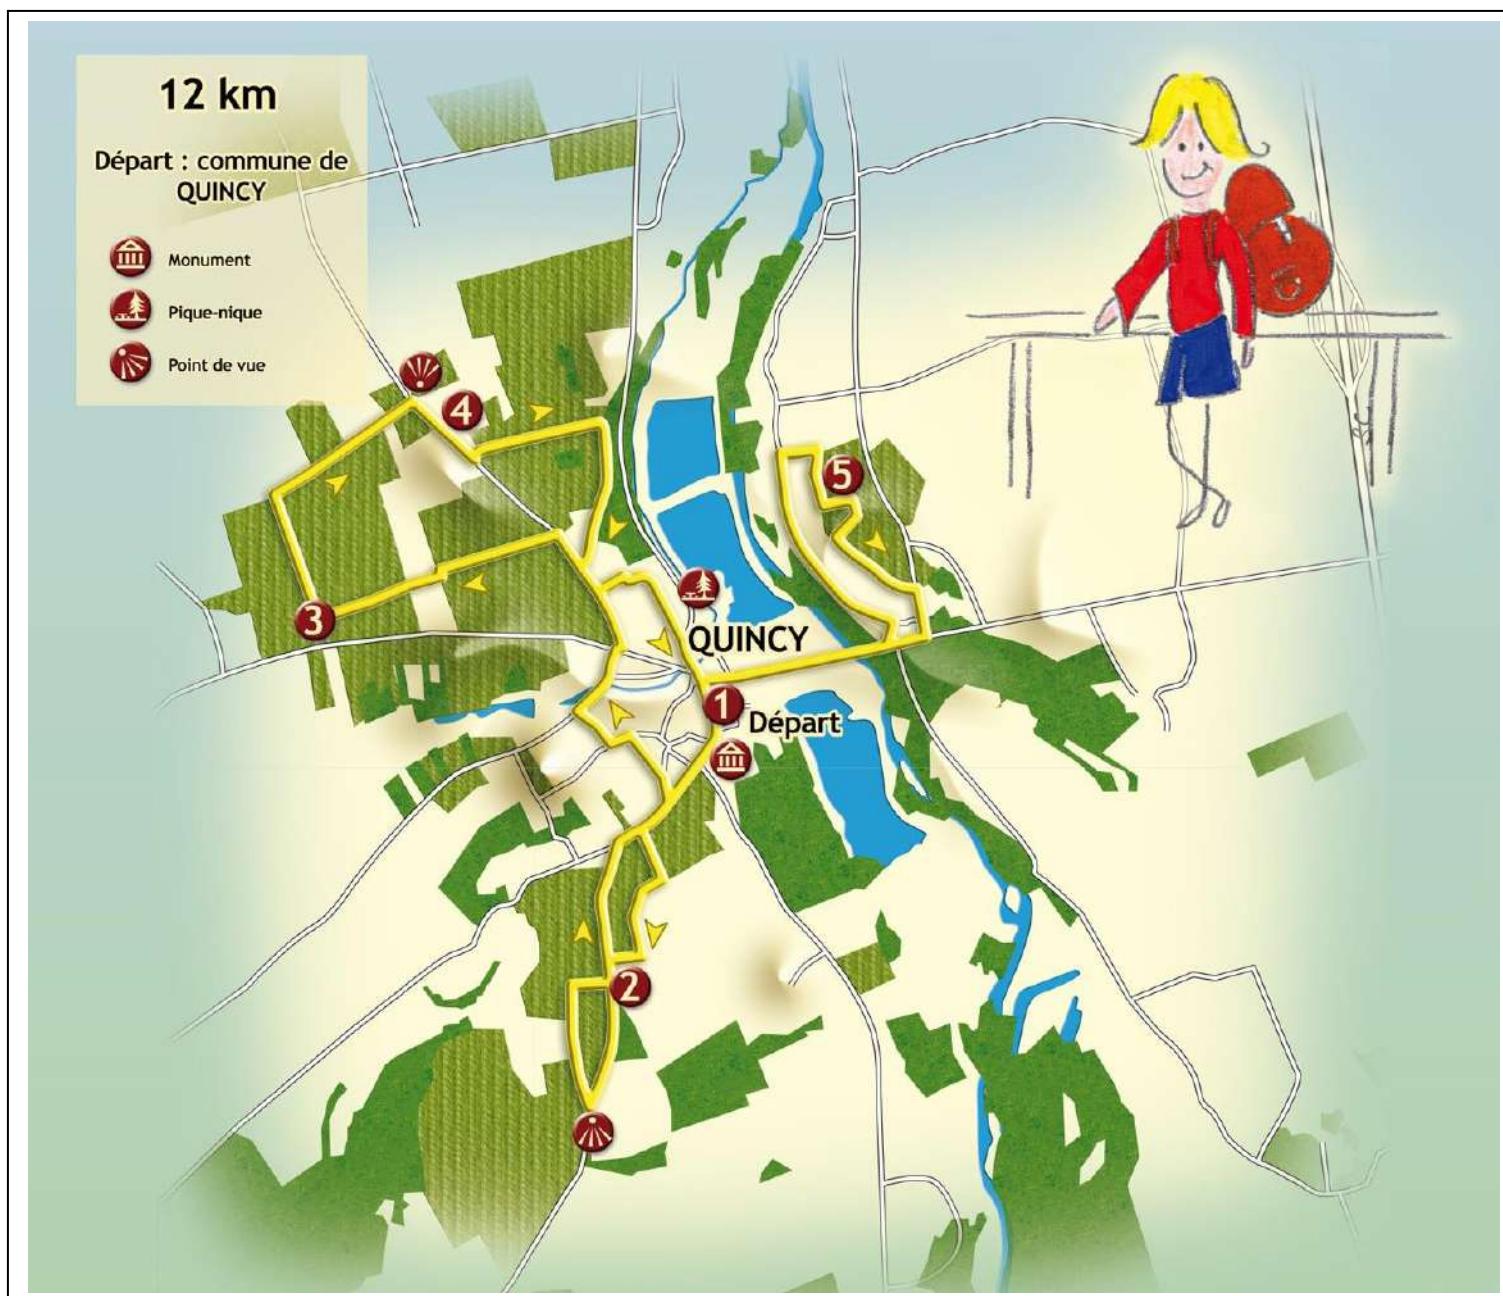 12 km
Départ : commune de
QUINCY
Monument
Pique-nique
Point de vue
4
5
3
QUINCY
1
Départ
2